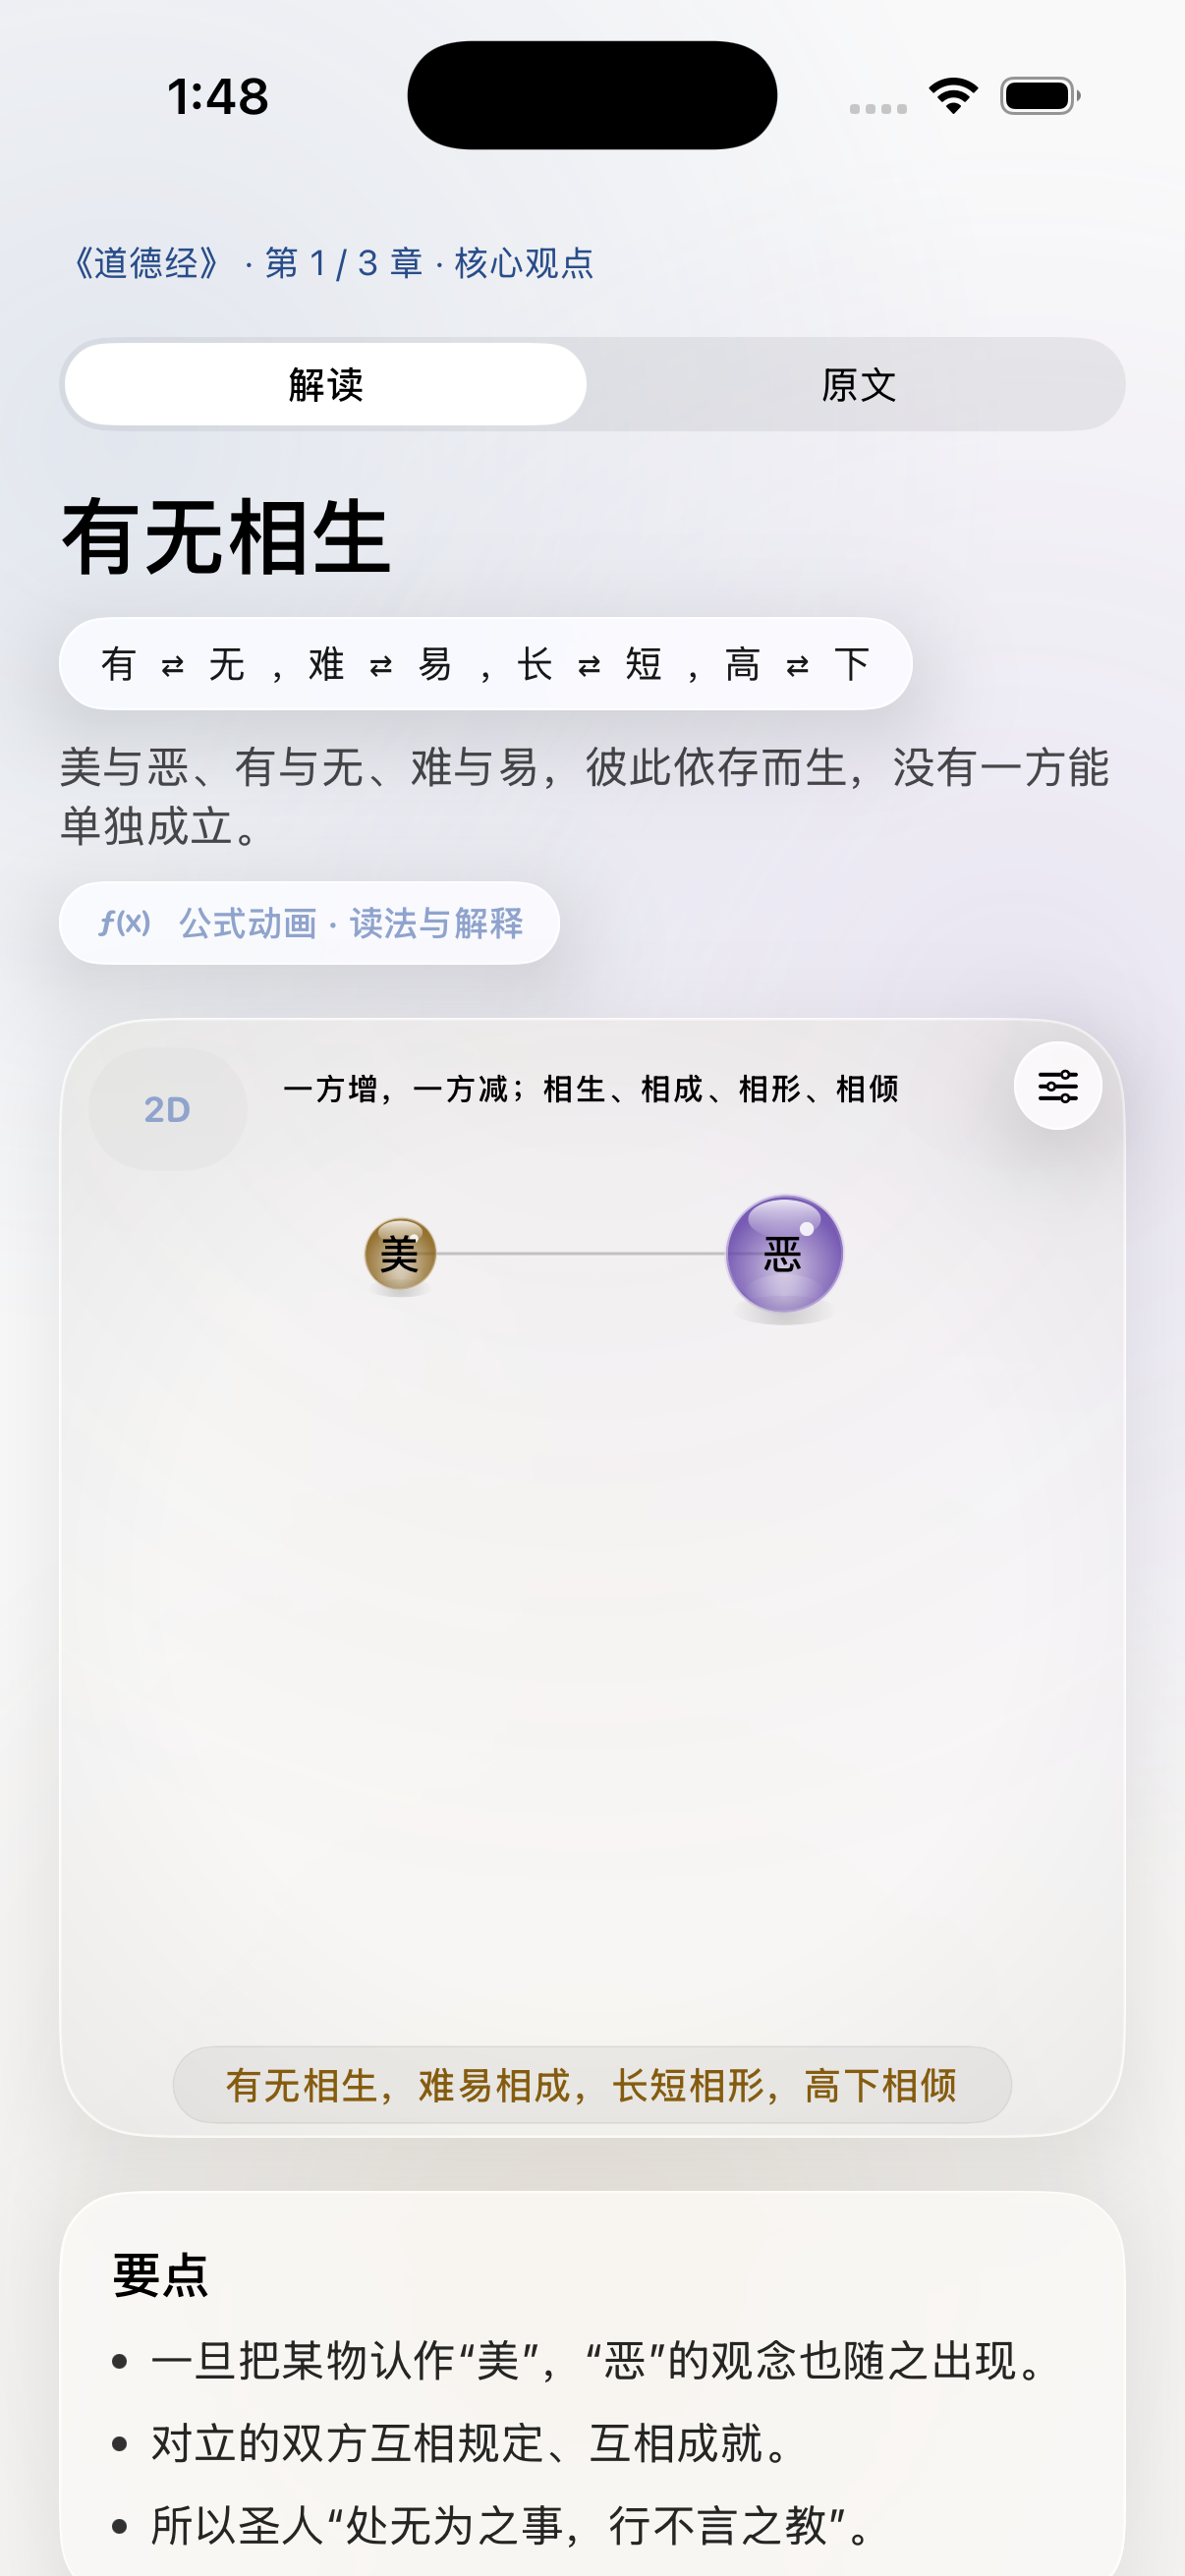 1:48
《道德经》 · 第 1 / 3 章 · 核心观点
解读
原文
有无相生
有 ⇄ 无 ，难 ⇄ 易 ，长 ⇄ 短 ，高 ⇄ 下
美与恶、有与无、难与易，彼此依存而生，没有一方能
单独成立。
ƒ(x) 公式动画 · 读法与解释
2D
一方增，一方减；相生、相成、相形、相倾
美
恶
有无相生，难易相成，长短相形，高下相倾
要点
• 一旦把某物认作“美”，“恶”的观念也随之出现。
• 对立的双方互相规定、互相成就。
• 所以圣人“处无为之事，行不言之教”。